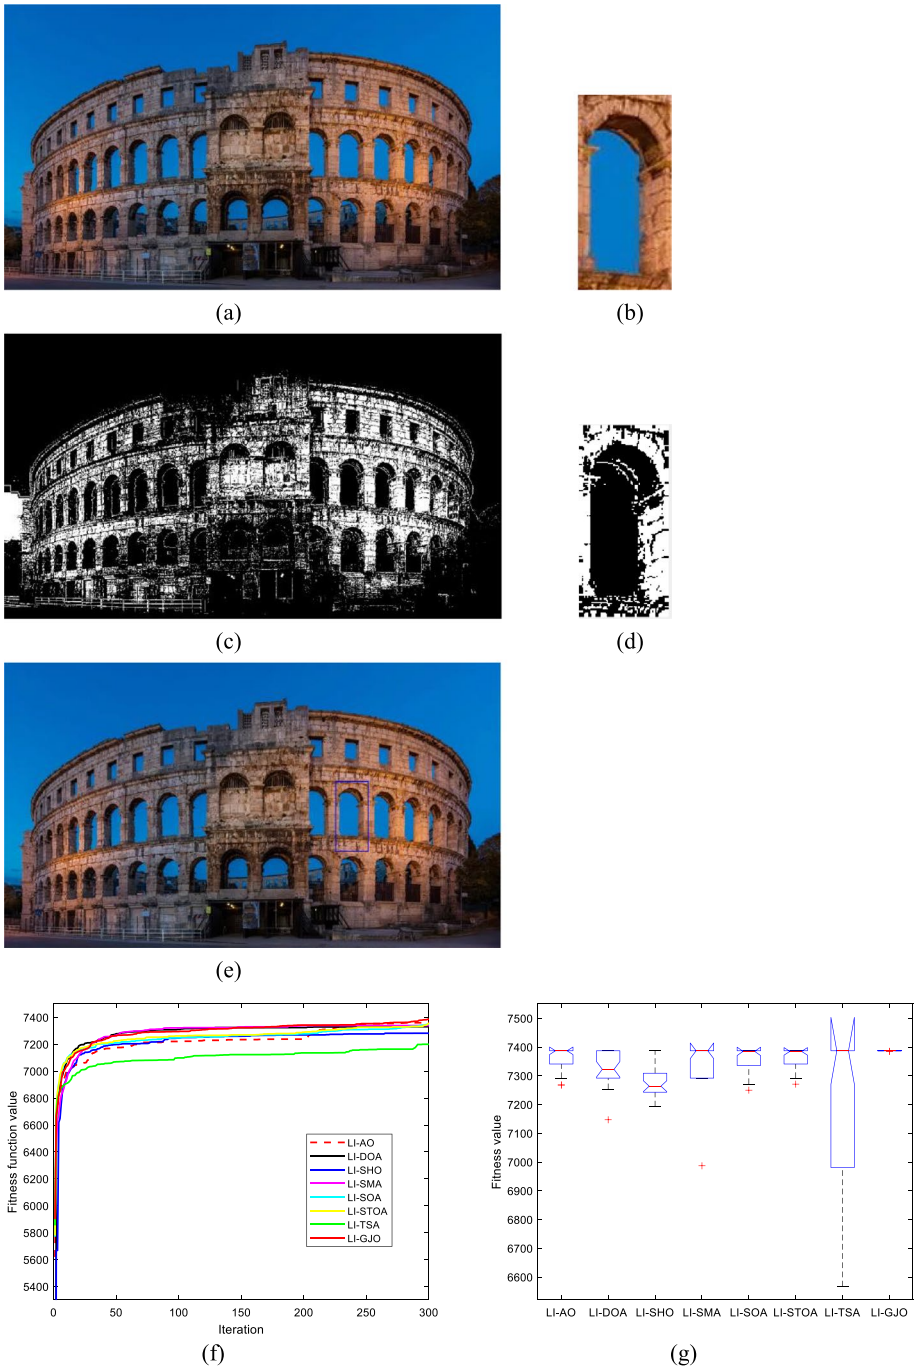 (a)
(b)
(c)
(d)
(e)
7400
7200
7000
6800
6600
6400
6200
6000
5800
5600
5400
Fitness function value
LI-AO
LI-DOA
LI-SHO
LI-SMA
LI-SOA
LI-STOA
LI-TSA
LI-GJO
0 50 100 150 200 250 300
Iteration
(f)
7500
7400
7300
7200
7100
7000
6900
6800
6700
6600
Fitness value
LI-AO LI-DOA LI-SHO LI-SMA LI-SOA LI-STOA LI-TSA LI-GJO
(g)